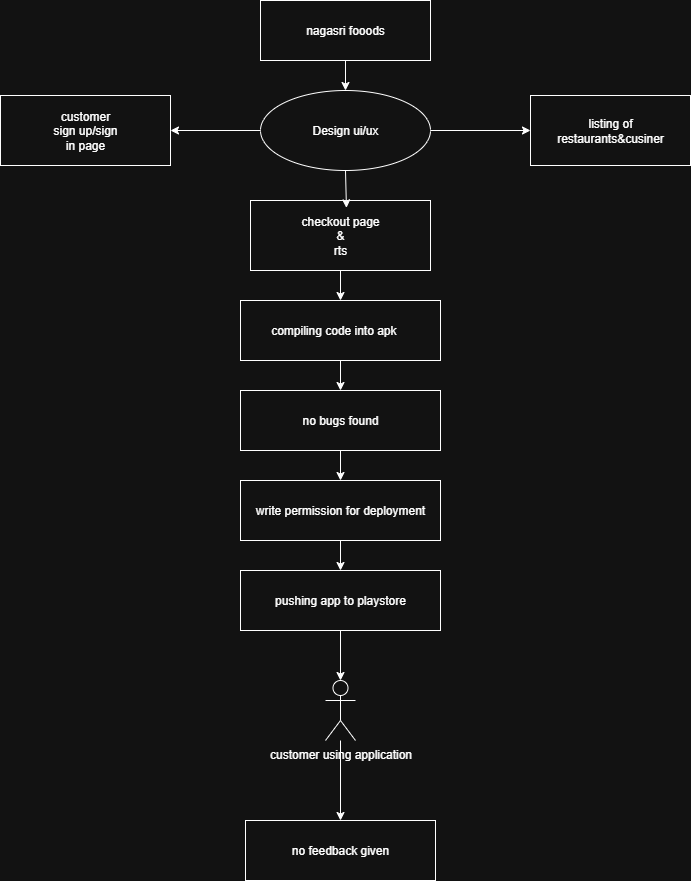 nagasri fooods
customer
sign up/sign
in page
Design ui/ux
listing of
restaurants&cusiner
checkout page
&
rts
compiling code into apk
no bugs found
write permission for deployment
pushing app to playstore
customer using application
no feedback given